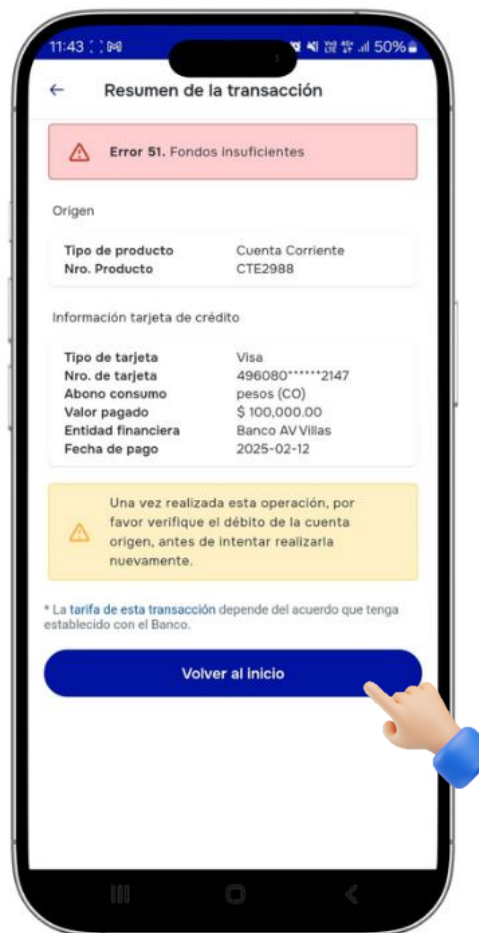 11:43
50%
Resumen de la transacción
Error 51. Fondos insuficientes
Origen
Tipo de producto Cuenta Corriente
Nro. Producto CTE2988
Información tarjeta de crédito
Tipo de tarjeta Visa
Nro. de tarjeta 496080******2147
Abono consumo pesos (CO)
Valor pagado $ 100,000.00
Entidad financiera Banco AV Villas
Fecha de pago 2025-02-12
Una vez realizada esta operación, por
favor verifique el débito de la cuenta
origen, antes de intentar realizarla
nuevamente.
* La tarifa de esta transacción depende del acuerdo que tenga
establecido con el Banco.
Volver al inicio